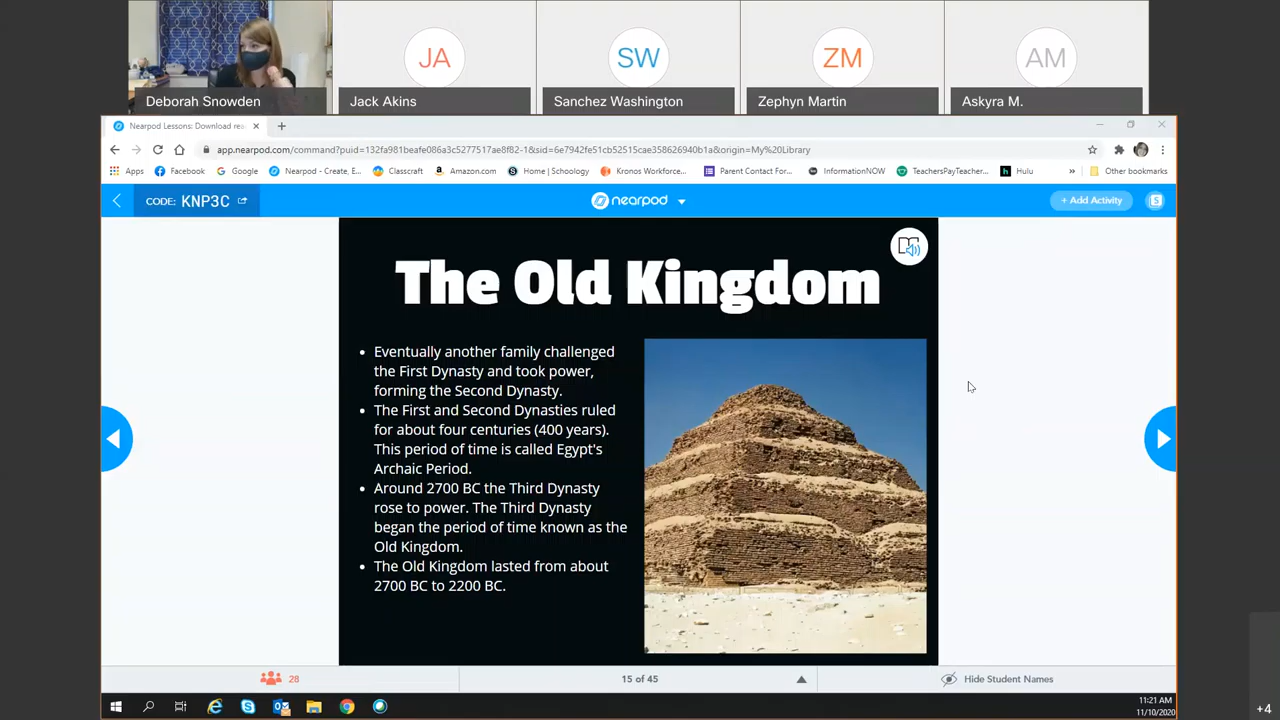 JA
SW
ZM
AM
Deborah Snowden
Jack Akins
Sanchez Washington
Zephyn Martin
Askyra M.
Nearpod Lessons: Download rea
app.nearpod.com/command?puid=132fa981beafe086a3c5277517ae8f82-1&sid=6e7942fe51cb52515cae358626940b1a&origin=My%20Library
Apps
Facebook
Google
Nearpod - Create, E...
Classcraft
Amazon.com
Home | Schoology
Kronos Workforce...
Parent Contact For...
InformationNOW
TeachersPayTeacher...
Hulu
»
Other bookmarks
CODE: KNP3C
nearpod
+ Add Activity
The Old Kingdom
• Eventually another family challenged
the First Dynasty and took power,
forming the Second Dynasty.
• The First and Second Dynasties ruled
for about four centuries (400 years).
This period of time is called Egypt's
Archaic Period.
• Around 2700 BC the Third Dynasty
rose to power. The Third Dynasty
began the period of time known as the
Old Kingdom.
• The Old Kingdom lasted from about
2700 BC to 2200 BC.
28
15 of 45
Hide Student Names
11:21 AM
11/10/2020
+4